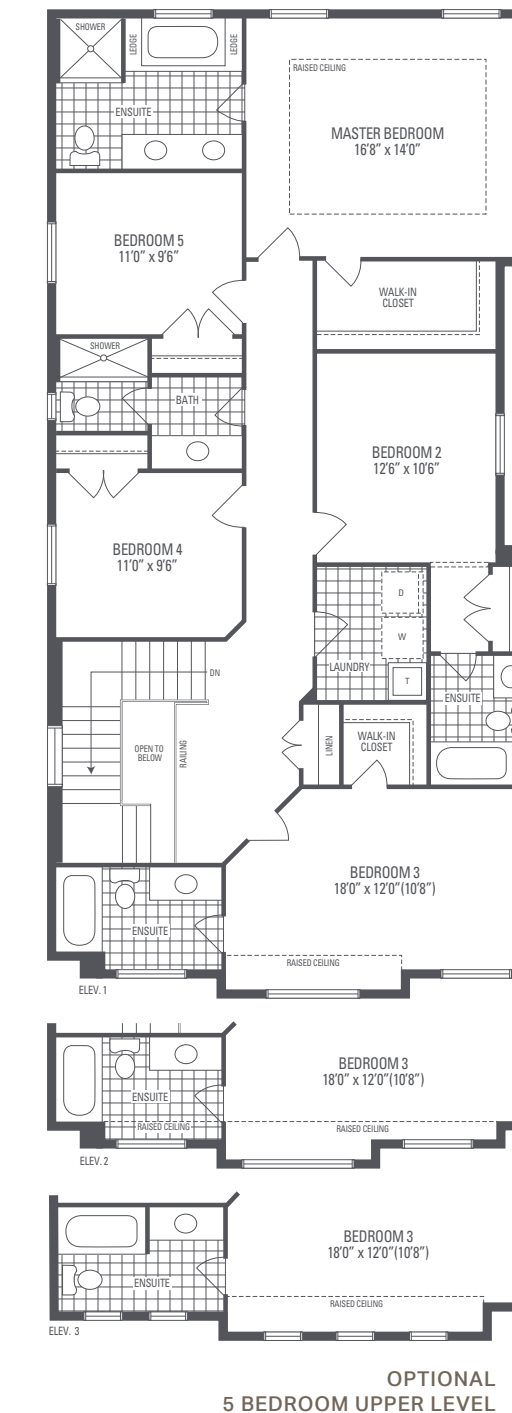 SHOWER
LEDGE
LEDGE
RAISED CEILING
ENSUITE
MASTER BEDROOM
16'8" x 14'0"
BEDROOM 5
11'0" x 9'6"
WALK-IN
CLOSET
SHOWER
BATH
BEDROOM 2
12'6" x 10'6"
BEDROOM 4
11'0" x 9'6"
D
W
LAUNDRY
T
DN
ENSUITE
OPEN TO
BELOW
RAILING
LINEN
WALK-IN
CLOSET
BEDROOM 3
18'0" x 12'0"(10'8")
ENSUITE
RAISED CEILING
ELEV. 1
BEDROOM 3
18'0" x 12'0"(10'8")
ENSUITE
RAISED CEILING
RAISED CEILING
ELEV. 2
BEDROOM 3
18'0" x 12'0"(10'8")
ENSUITE
RAISED CEILING
ELEV. 3
OPTIONAL
5 BEDROOM UPPER LEVEL